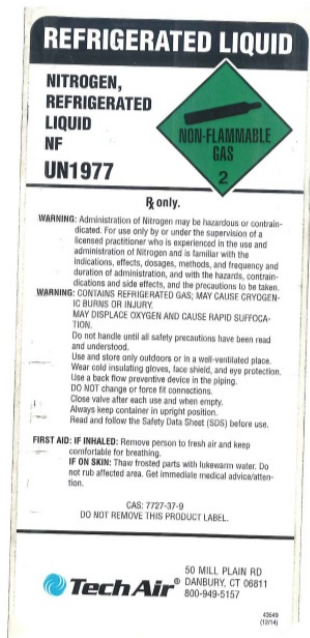 REFRIGERATED LIQUID
NITROGEN,
REFRIGERATED
LIQUID
NF
UN1977
NON-FLAMMABLE
GAS
2
℞ only.
WARNING: Administration of Nitrogen may be hazardous or contrain-
dicated. For use only by or under the supervision of a
licensed practitioner who is experienced in the use and
administration of Nitrogen and is familiar with the
indications, effects, dosages, methods, and frequency and
duration of administration, and with the hazards, contrain-
dications and side effects, and the precautions to be taken.
WARNING: CONTAINS REFRIGERATED GAS; MAY CAUSE CRYOGEN-
IC BURNS OR INJURY.
MAY DISPLACE OXYGEN AND CAUSE RAPID SUFFOCA-
TION.
Do not handle until all safety precautions have been read
and understood.
Use and store only outdoors or in a well-ventilated place.
Wear cold insulating gloves, face shield, and eye protection.
Use a back flow preventive device in the piping.
DO NOT change or force fit connections.
Close valve after each use and when empty.
Always keep container in upright position.
Read and follow the Safety Data Sheet (SDS) before use.
FIRST AID: IF INHALED: Remove person to fresh air and keep
comfortable for breathing.
IF ON SKIN: Thaw frosted parts with lukewarm water. Do
not rub affected area. Get immediate medical advice/atten-
tion.
CAS: 7727-37-9
DO NOT REMOVE THIS PRODUCT LABEL.
TechAir®
50 MILL PLAIN RD
DANBURY, CT 06811
800-949-5157
43649
(12/14)